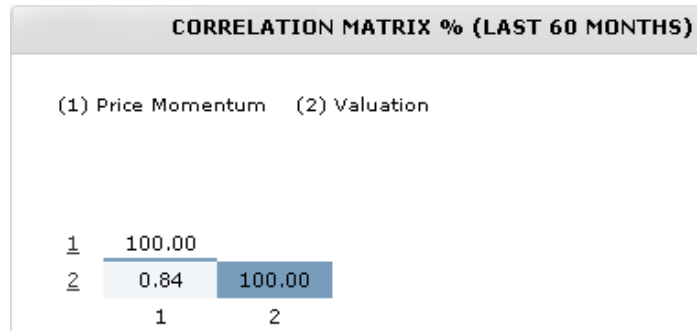 CORRELATION MATRIX % (LAST 60 MONTHS)
(1) Price Momentum (2) Valuation
1 100.00
2 0.84 100.00
1 2